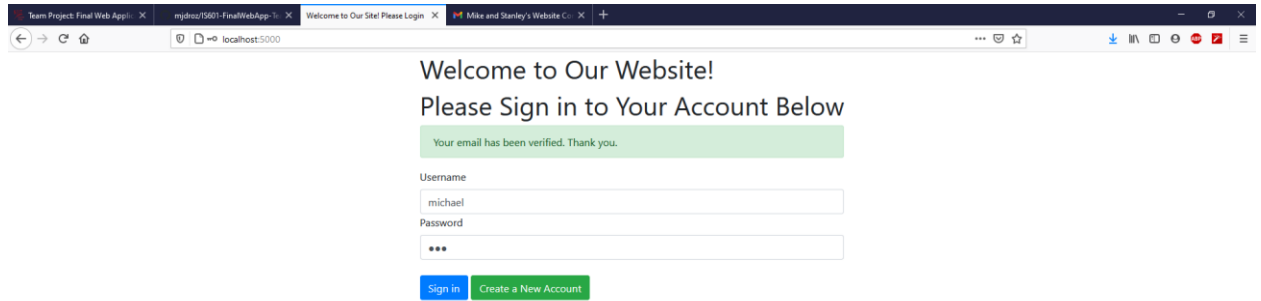 Team Project: Final Web Applic
mjdroz/IS601-FinalWebApp-Te
Welcome to Our Site! Please Login
Mike and Stanley's Website Co
localhost:5000
ABP
Welcome to Our Website!
Please Sign in to Your Account Below
Your email has been verified. Thank you.
Username
michael
Password
Sign in
Create a New Account